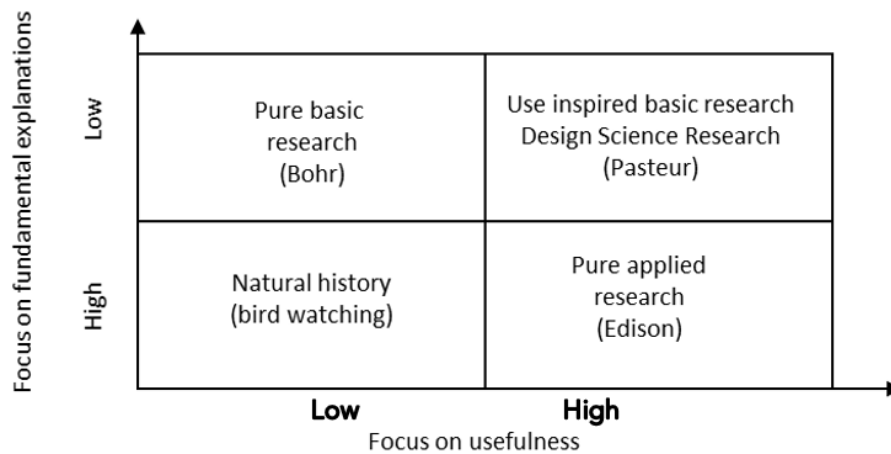 Focus on fundamental explanations
Low
High
Pure basic
research
(Bohr)
Use inspired basic research
Design Science Research
(Pasteur)
Natural history
(bird watching)
Pure applied
research
(Edison)
Low
High
Focus on usefulness